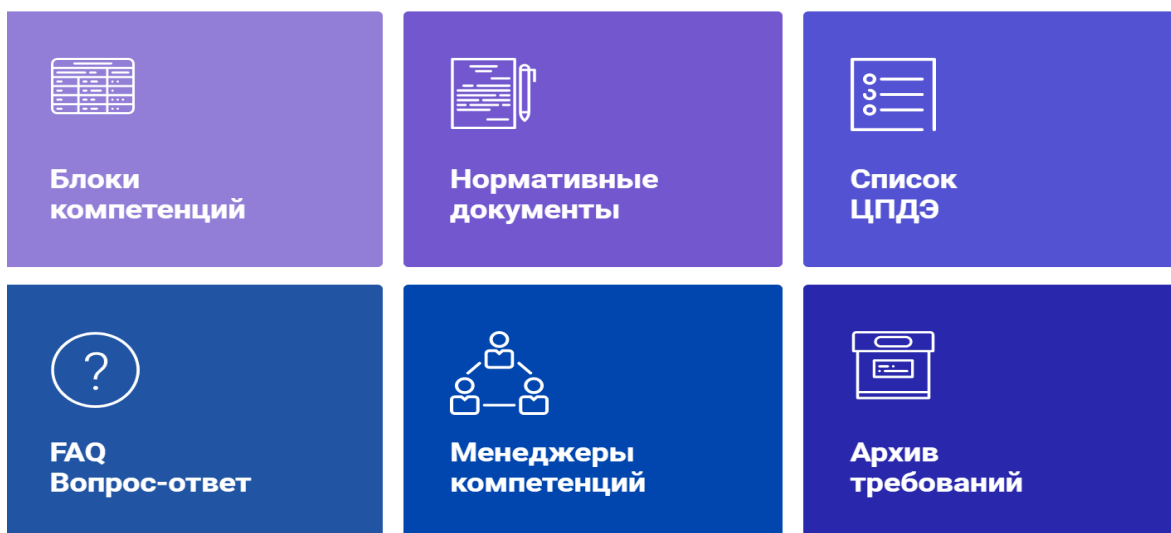 Блоки
компетенций
Нормативные
документы
Список
ЦПДЭ
?
FAQ
Вопрос-ответ
Менеджеры
компетенций
Архив
требований